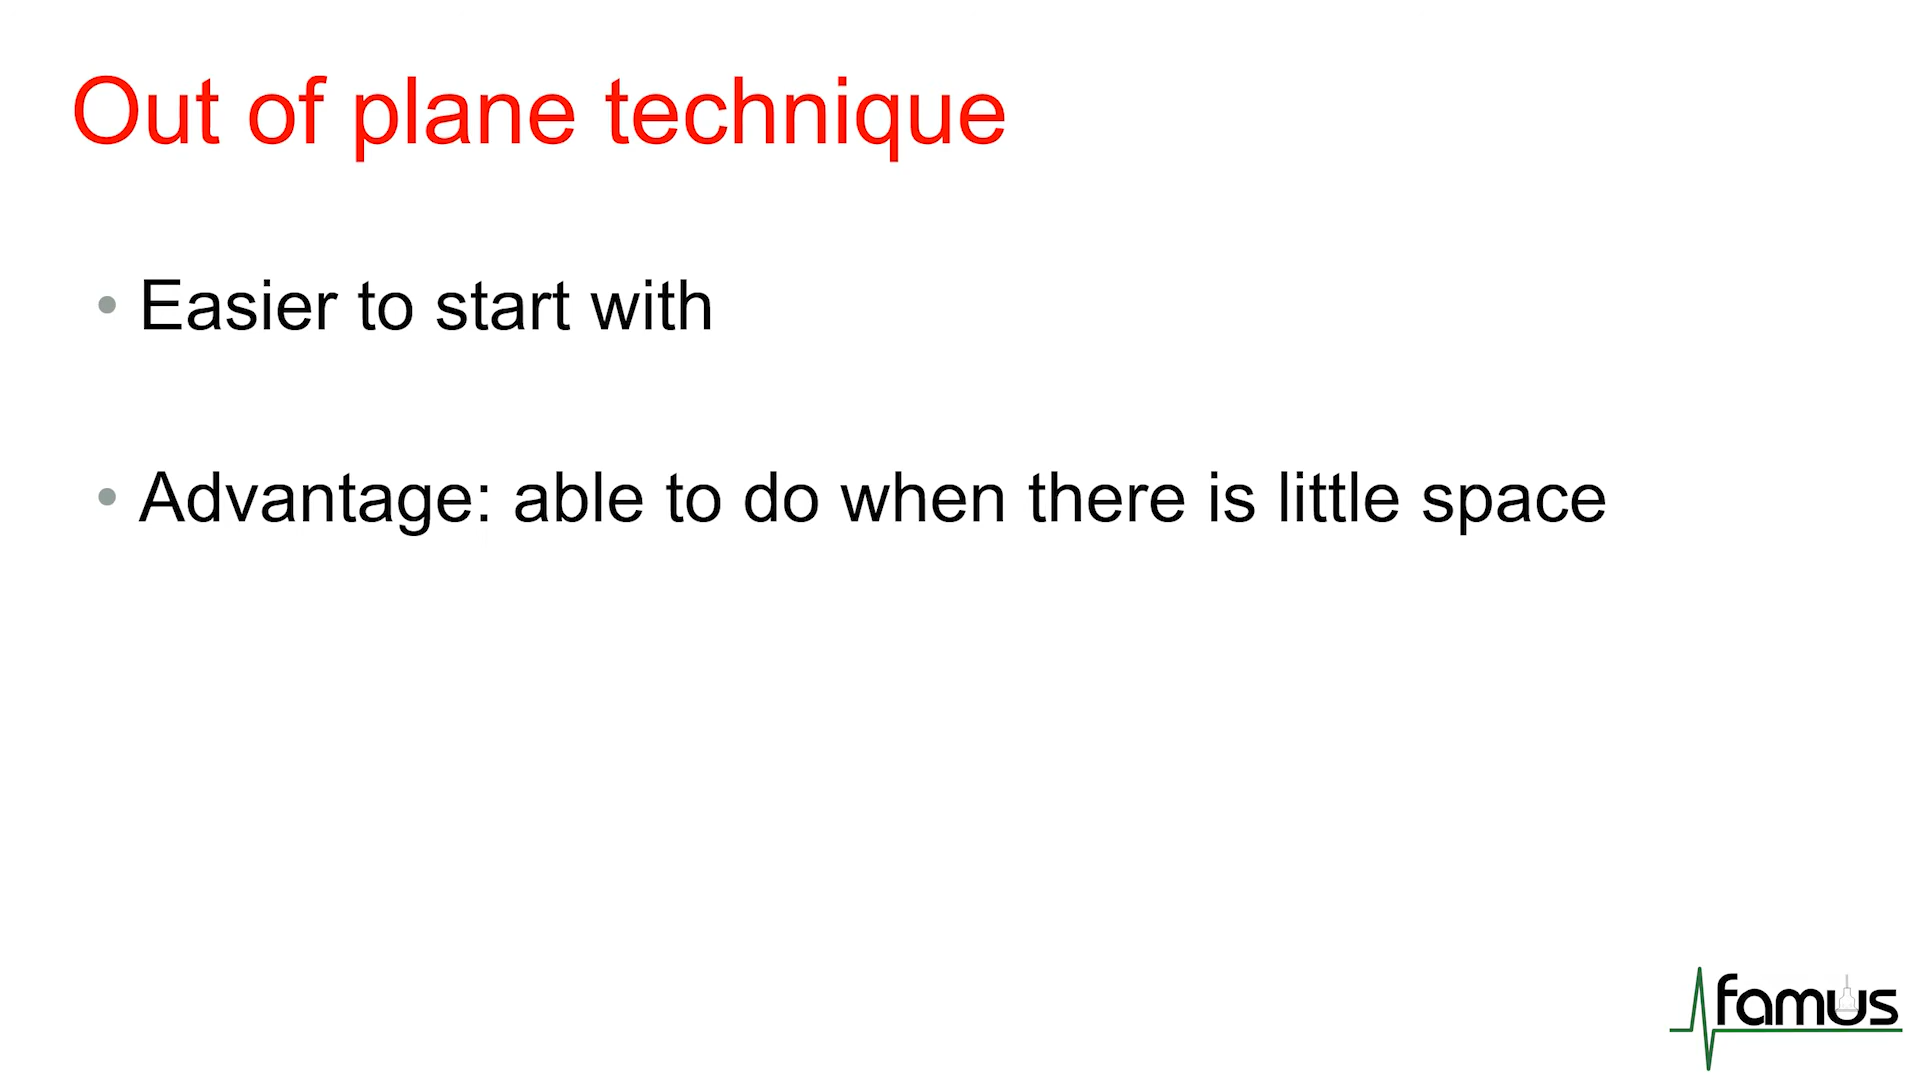 Out of plane technique
• Easier to start with
• Advantage: able to do when there is little space
famus